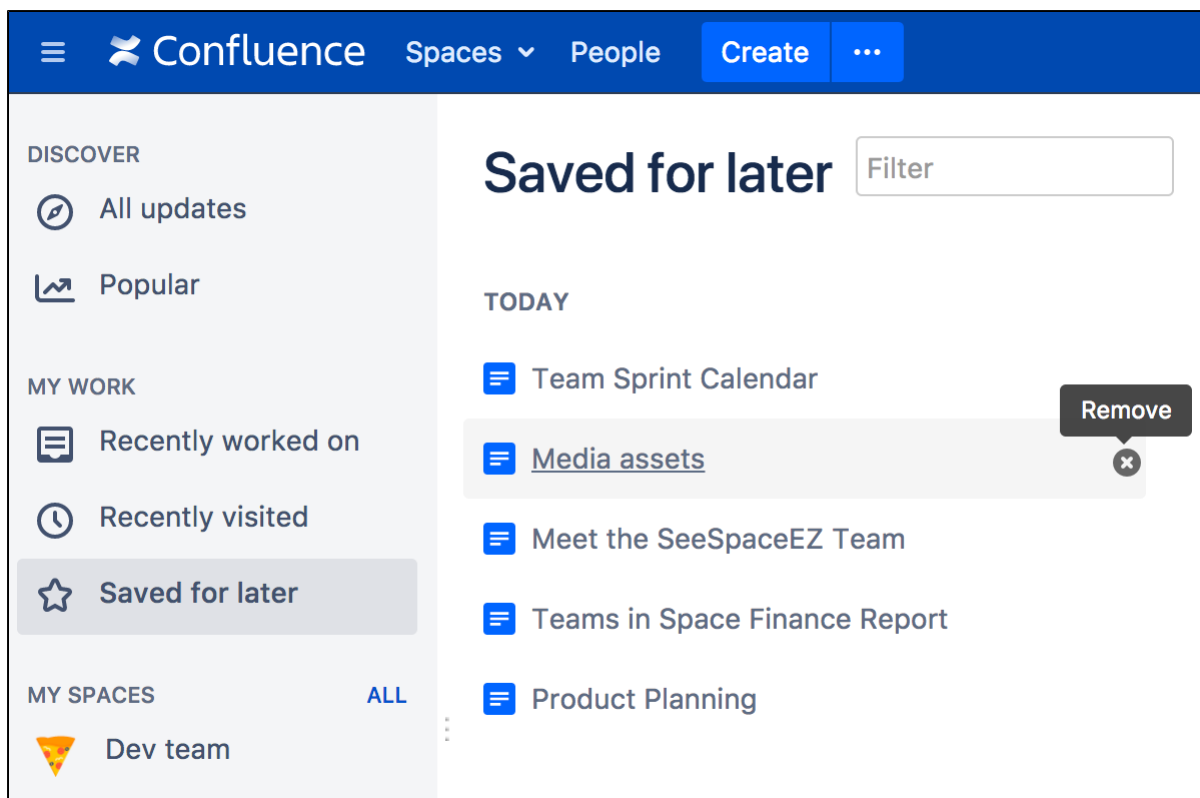 Confluence Spaces People Create
DISCOVER
All updates
Popular
MY WORK
Recently worked on
Recently visited
Saved for later
MY SPACES ALL
Dev team
Saved for later Filter
TODAY
Team Sprint Calendar
Remove
Media assets
Meet the SeeSpaceEZ Team
Teams in Space Finance Report
Product Planning